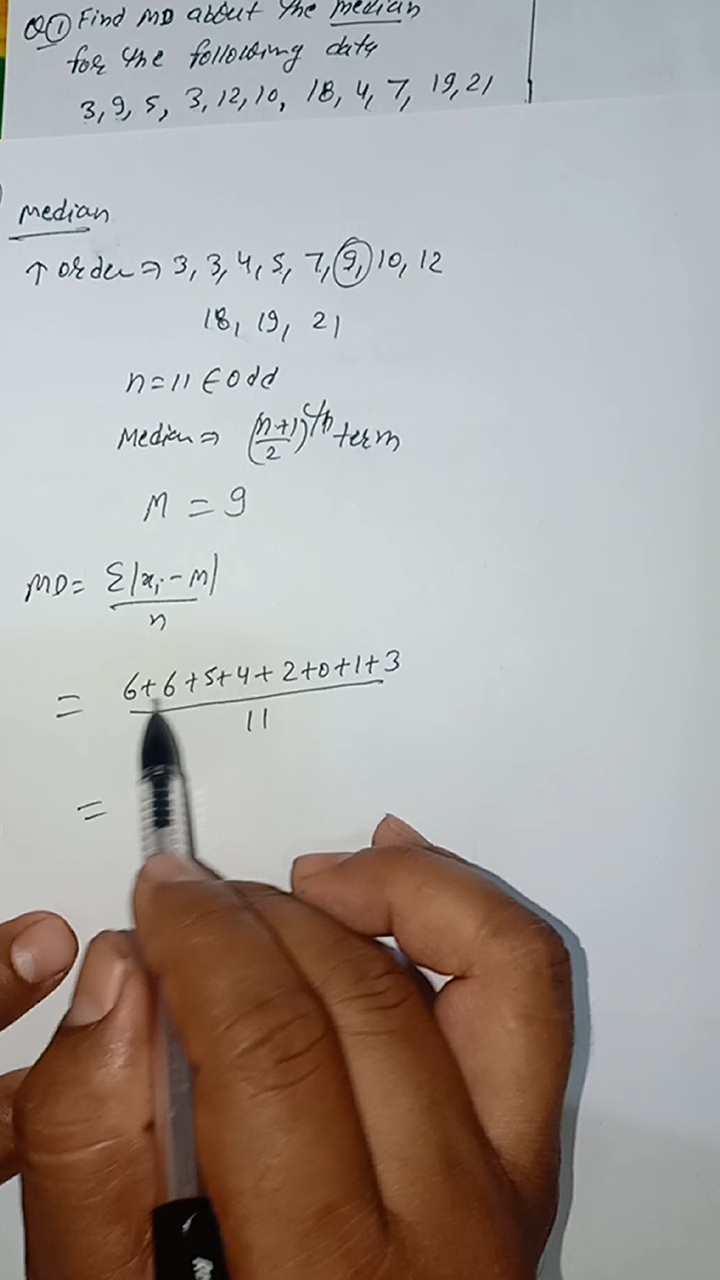 Q① Find MD about the median
for the following data
3, 9, 5, 3, 12, 10, 18, 4, 7, 19, 21
Median
↑ order ⇒ 3, 3, 4, 5, 7, 9, 10, 12
18, 19, 21
n = 11 ∈ odd
Median ⇒ (n+1/2)th term
M = 9
MD = Σ|xi - M| / n
= 6+6+5+4+2+0+1+3 / 11
=